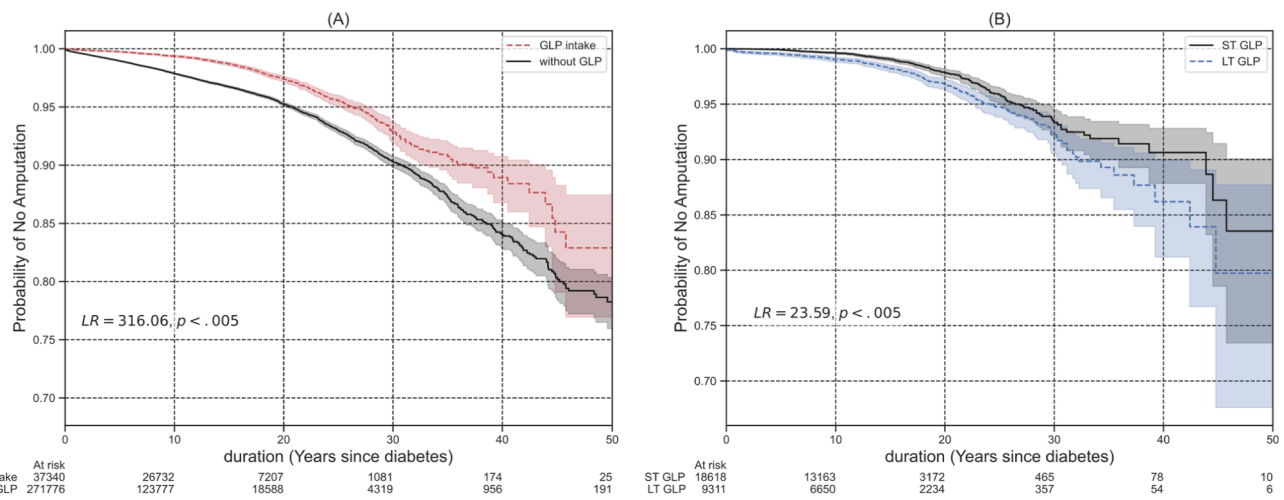 (A)
1.00
0.95
0.90
0.85
0.80
0.75
0.70
Probability of No Amputation
GLP intake
without GLP
LR = 316.06, p < .005
0 10 20 30 40 50
duration (Years since diabetes)
At risk
ake 37340 26732 7207 1081 174 25
GLP 271776 123777 18588 4319 956 191
(B)
1.00
0.95
0.90
0.85
0.80
0.75
0.70
Probability of No Amputation
ST GLP
LT GLP
LR = 23.59, p < .005
0 10 20 30 40 50
duration (Years since diabetes)
At risk
ST GLP 18618 13163 3172 465 78 10
LT GLP 9311 6650 2234 357 54 6